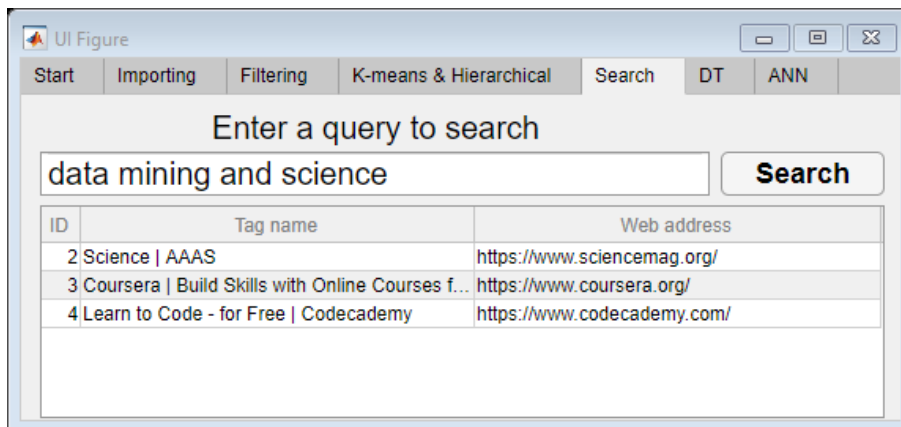 UI Figure
Start Importing Filtering K-means & Hierarchical Search DT ANN
Enter a query to search
data mining and science Search
ID Tag name Web address
2 Science | AAAS https://www.sciencemag.org/
3 Coursera | Build Skills with Online Courses f... https://www.coursera.org/
4 Learn to Code - for Free | Codecademy https://www.codecademy.com/